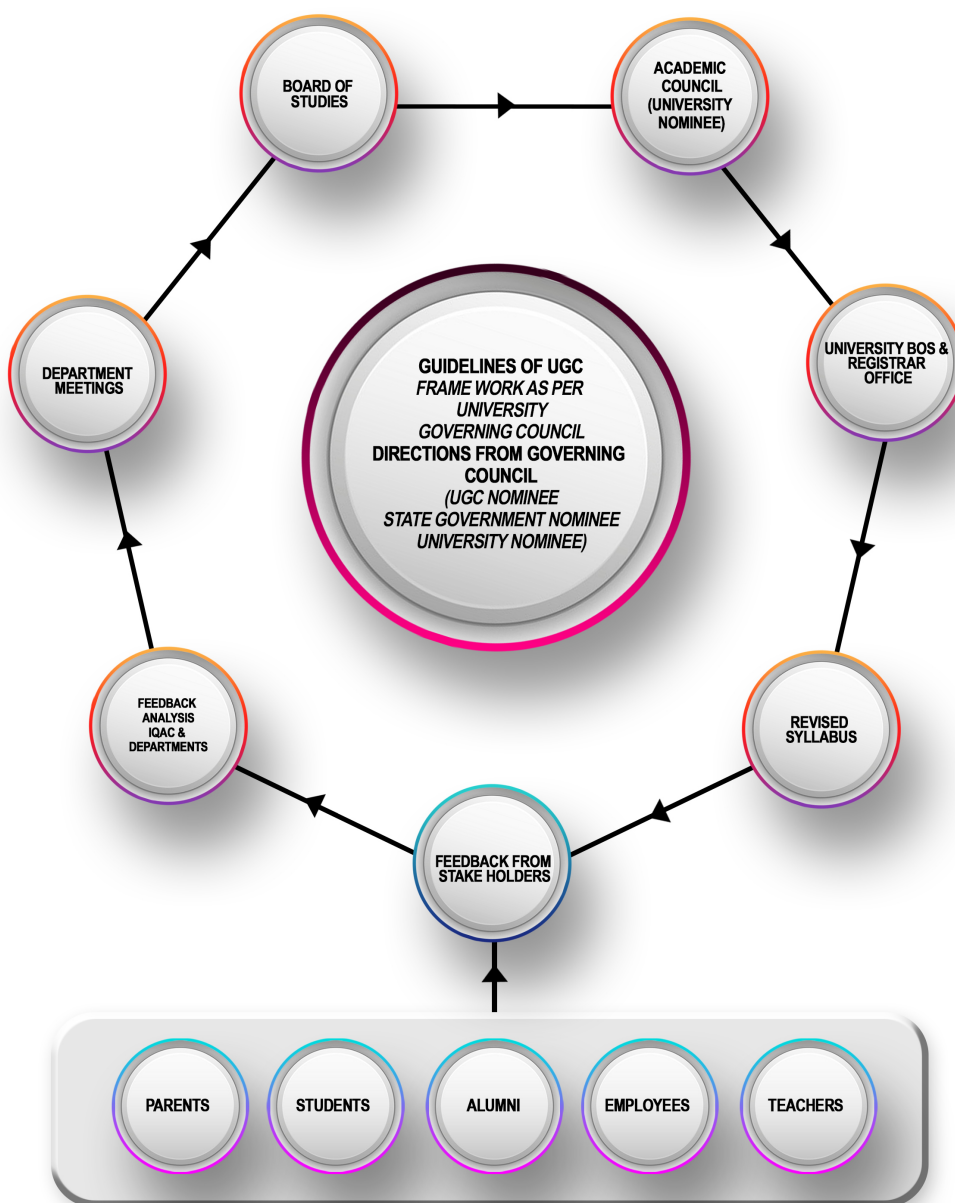 BOARD OF
STUDIES
ACADEMIC
COUNCIL
(UNIVERSITY
NOMINEE)
DEPARTMENT
MEETINGS
GUIDELINES OF UGC
FRAME WORK AS PER
UNIVERSITY
GOVERNING COUNCIL
DIRECTIONS FROM GOVERNING
COUNCIL
(UGC NOMINEE
STATE GOVERNMENT NOMINEE
UNIVERSITY NOMINEE)
UNIVERSITY BOS &
REGISTRAR
OFFICE
FEEDBACK
ANALYSIS
IQAC &
DEPARTMENTS
REVISED
SYLLABUS
FEEDBACK FROM
STAKE HOLDERS
PARENTS
STUDENTS
ALUMNI
EMPLOYEES
TEACHERS